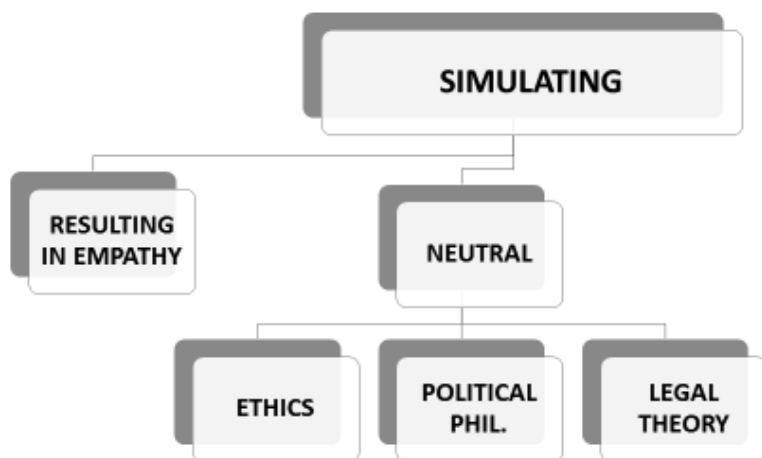 SIMULATING
RESULTING
IN EMPATHY
NEUTRAL
ETHICS
POLITICAL
PHIL.
LEGAL
THEORY